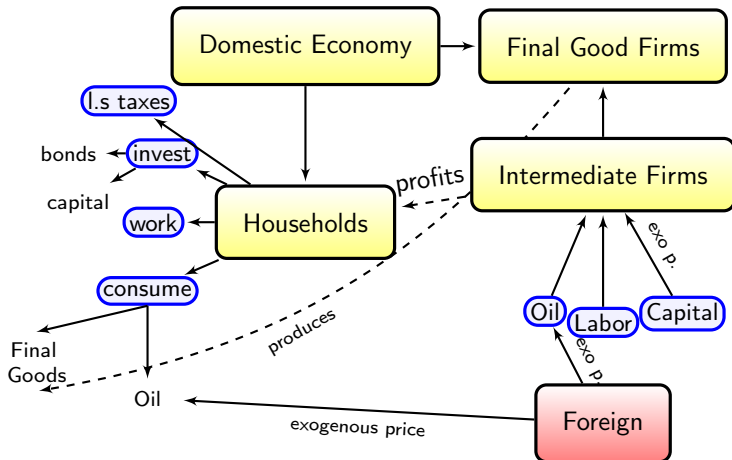 Domestic Economy
Final Good Firms
l.s taxes
bonds
invest
capital
profits
Intermediate Firms
work
Households
exo p.
consume
Oil
Labor
Capital
produces
Final
Goods
exo p.
Oil
exogenous price
Foreign